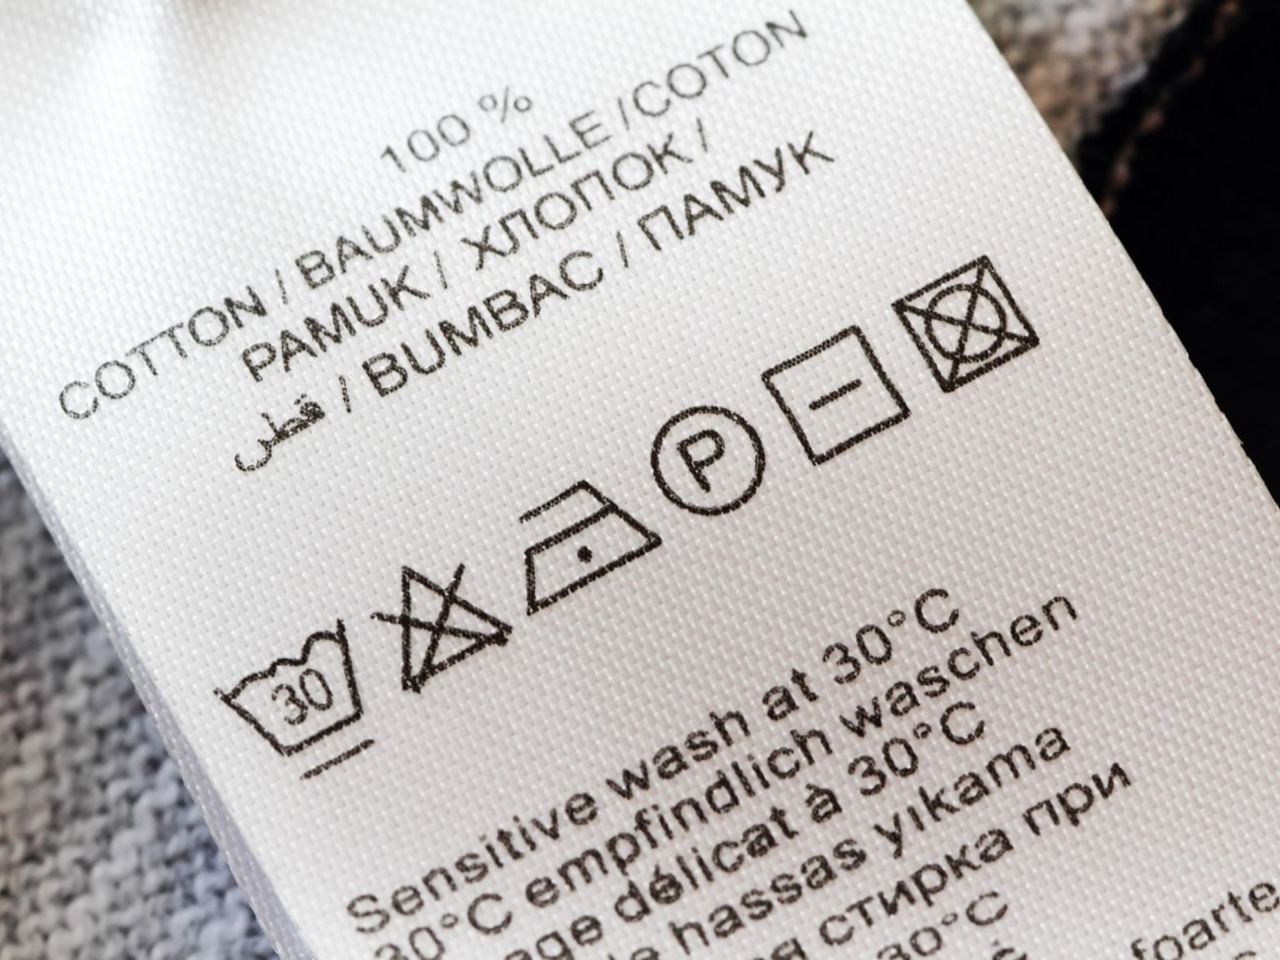 100 %
COTTON / BAUMWOLLE / COTON
PAMUK / ХЛОПОК /
قطن / BUMBAC / ПАМУК
30
P
Sensitive wash at 30°C
30°C empfindlich waschen
délicat à 30°C
hassas yıkama
стирка при
30°C
foarte